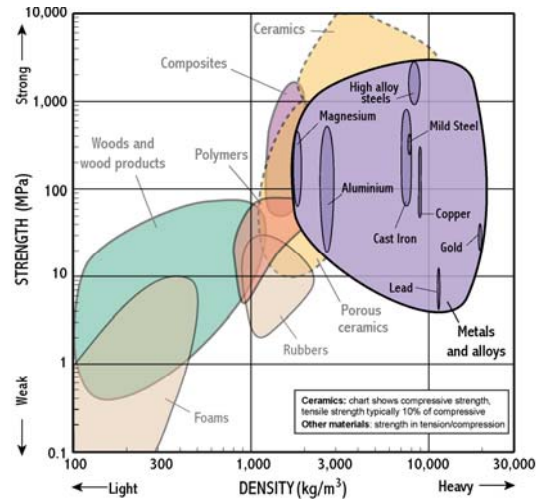 10,000
1,000
100
10
1
0.1
Strong
STRENGTH (MPa)
Weak
Ceramics
Composites
High alloy
steels
Magnesium
Woods and
wood products
Mild Steel
Polymers
Aluminium
Copper
Cast Iron
Gold
Lead
Porous
ceramics
Rubbers
Metals
and alloys
Foams
Ceramics: chart shows compressive strength,
tensile strength typically 10% of compressive
Other materials: strength in tension/compression
100
300
1,000
3,000
10,000
30,000
Light
DENSITY (kg/m³)
Heavy